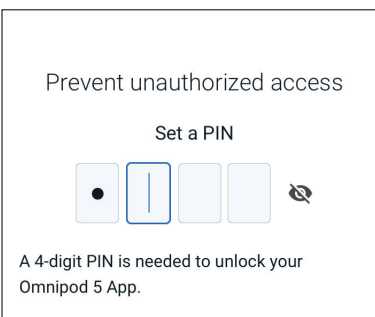 Prevent unauthorized access
Set a PIN
A 4-digit PIN is needed to unlock your
Omnipod 5 App.